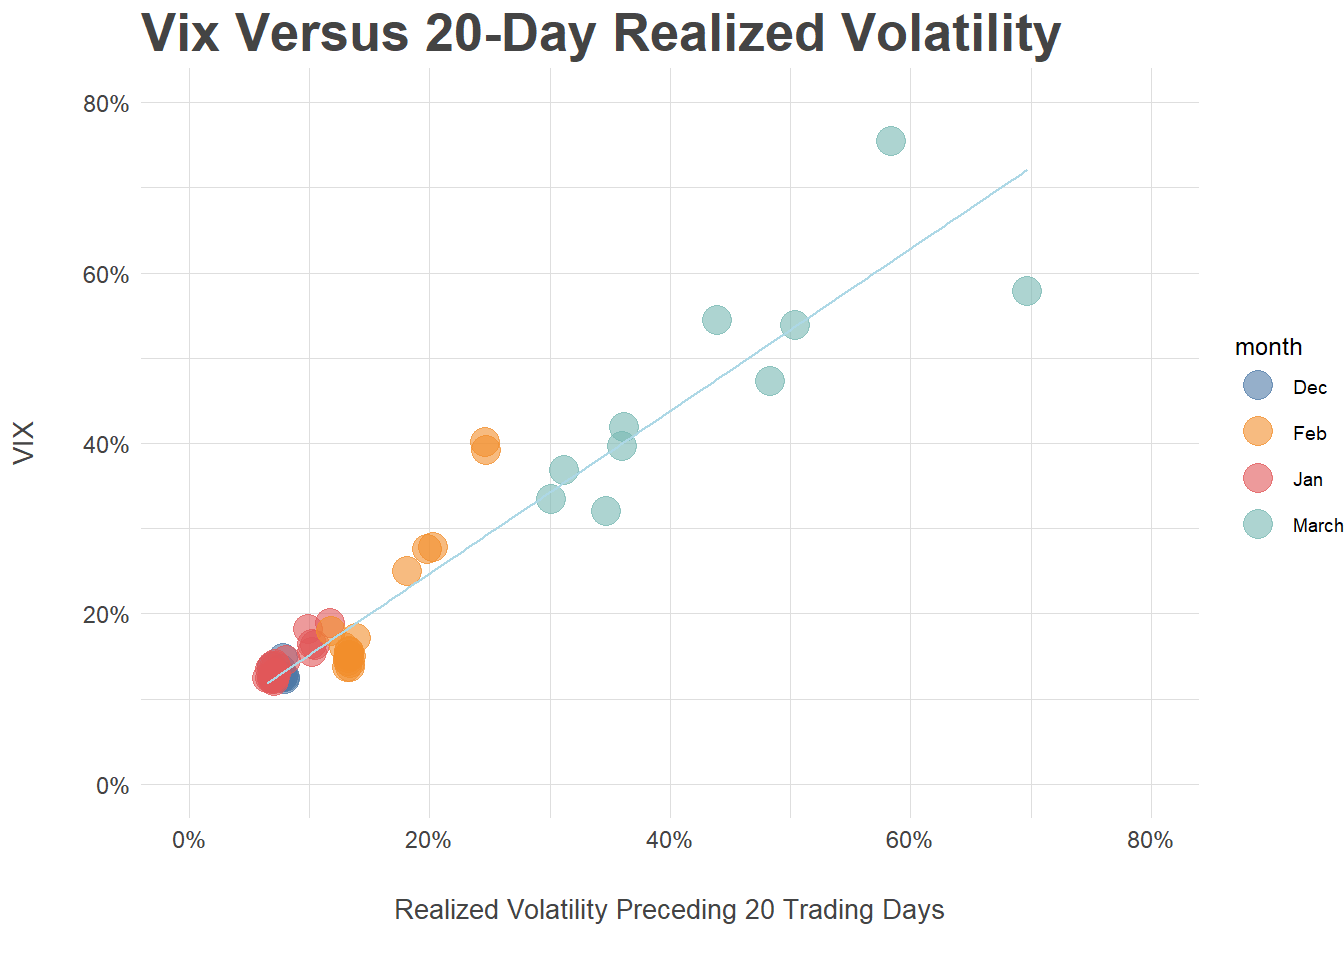 Vix Versus 20-Day Realized Volatility
80%
60%
40%
20%
0%
VIX
0% 20% 40% 60% 80%
Realized Volatility Preceding 20 Trading Days
month
Dec
Feb
Jan
March